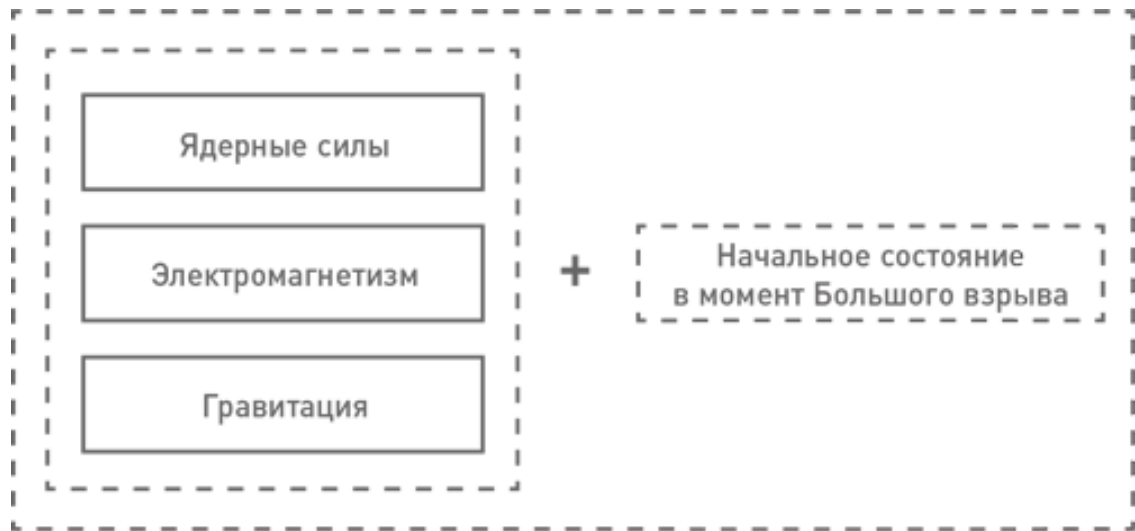 Ядерные силы
Электромагнетизм
+
Начальное состояние
в момент Большого взрыва
Гравитация